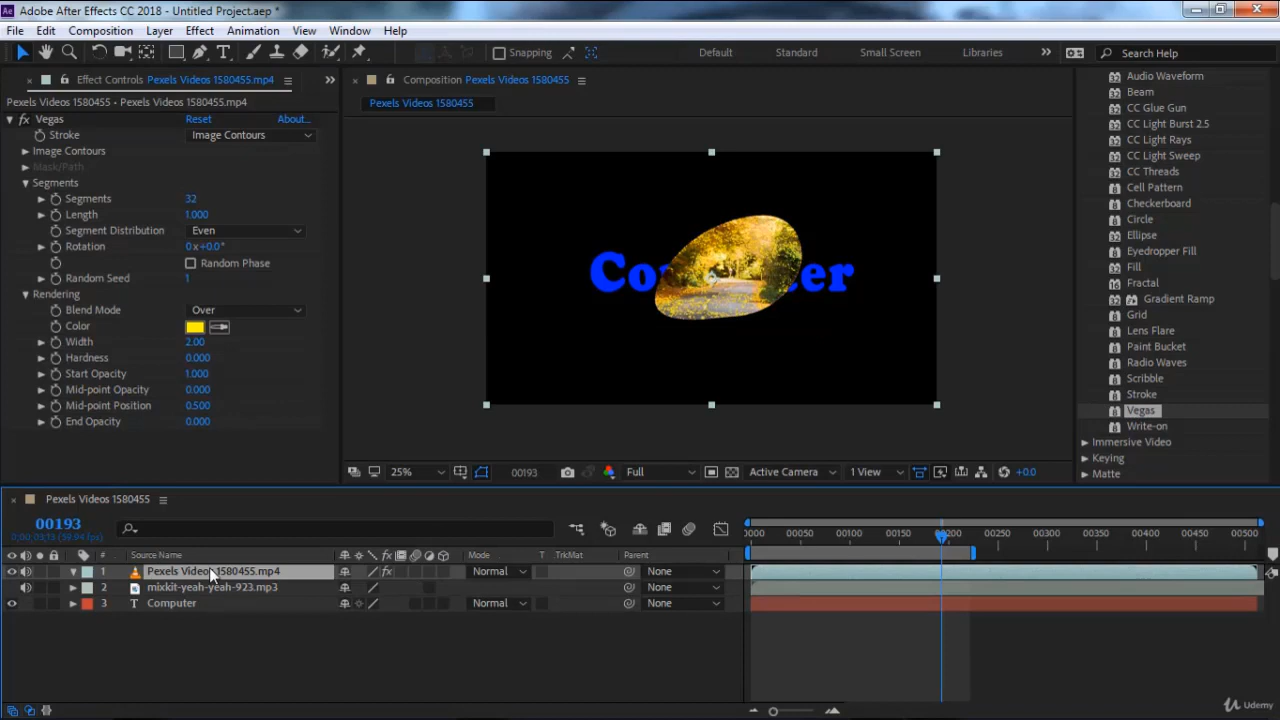 Adobe After Effects CC 2018 - Untitled Project.aep *
File Edit Composition Layer Effect Animation View Window Help
Snapping Default Standard Small Screen Libraries Search Help
Effect Controls Pexels Videos 1580455.mp4
Composition Pexels Videos 1580455
Pexels Videos 1580455 • Pexels Videos 1580455.mp4
Pexels Videos 1580455
Vegas Reset About...
Stroke Image Contours
Image Contours
Mask/Path
Segments
Segments 32
Length 1.000
Segment Distribution Even
Rotation 0x+0.0°
Random Phase
Random Seed 1
Rendering
Blend Mode Over
Color
Width 2.00
Hardness 0.000
Start Opacity 1.000
Mid-point Opacity 0.000
Mid-point Position 0.500
End Opacity 0.000
Co er
Audio Waveform
Beam
CC Glue Gun
CC Light Burst 2.5
CC Light Rays
CC Light Sweep
CC Threads
Cell Pattern
Checkerboard
Circle
Ellipse
Eyedropper Fill
Fill
Fractal
Gradient Ramp
Grid
Lens Flare
Paint Bucket
Radio Waves
Scribble
Stroke
Vegas
Write-on
Immersive Video
Keying
Matte
25% 00193 Full Active Camera 1 View +0.0
Pexels Videos 1580455
00193
0;00;03;13 (59.94 fps)
00050 00100 00150 00200 00250 00300 00350 00400 00450 00500
# Source Name Mode T TrkMat Parent
1 Pexels Videos 1580455.mp4 Normal None
2 mixkit-yeah-yeah-923.mp3 None
3 T Computer Normal None
Udemy